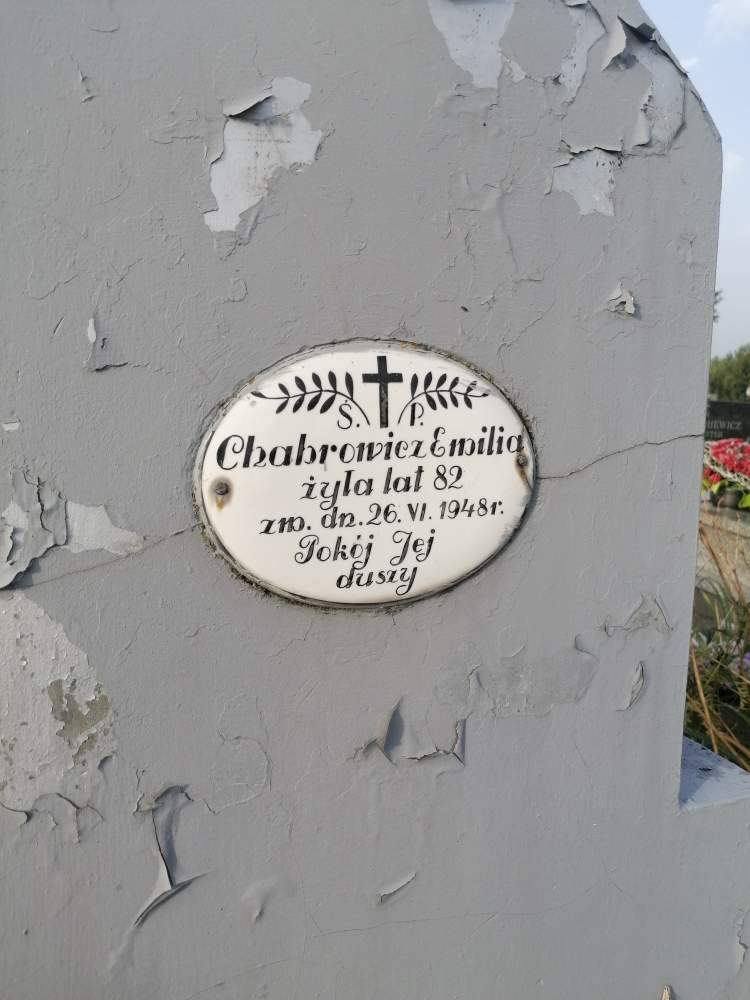 Ś. P.
Chabrowicz Emilia
żyła lat 82
zm. dn. 26. VI. 1948 r.
Pokój Jej
duszy